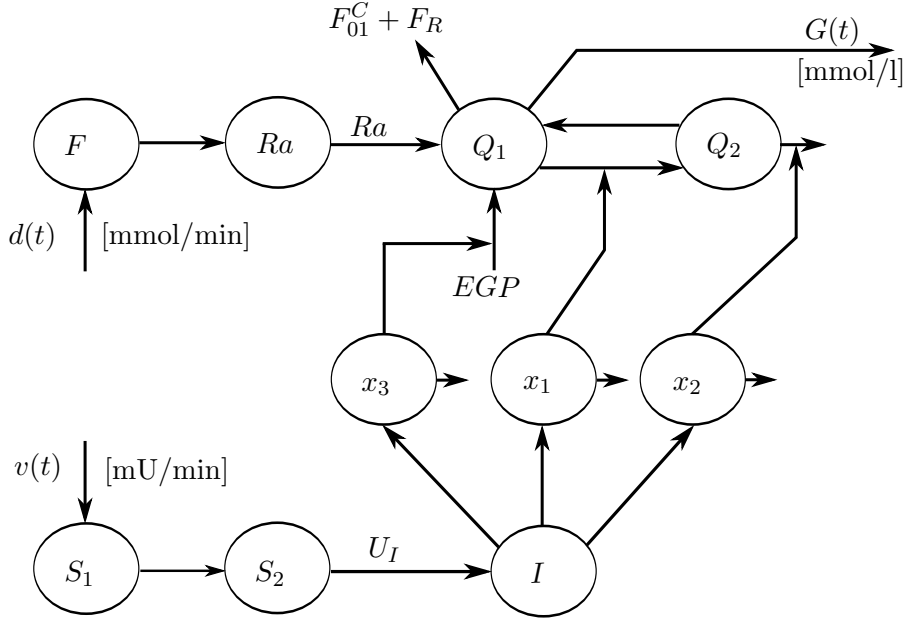 F_{01}^C + F_R
G(t)
[mmol/l]
F
Ra
Ra
Q_1
Q_2
d(t) [mmol/min]
EGP
x_3
x_1
x_2
v(t) [mU/min]
S_1
S_2
U_I
I